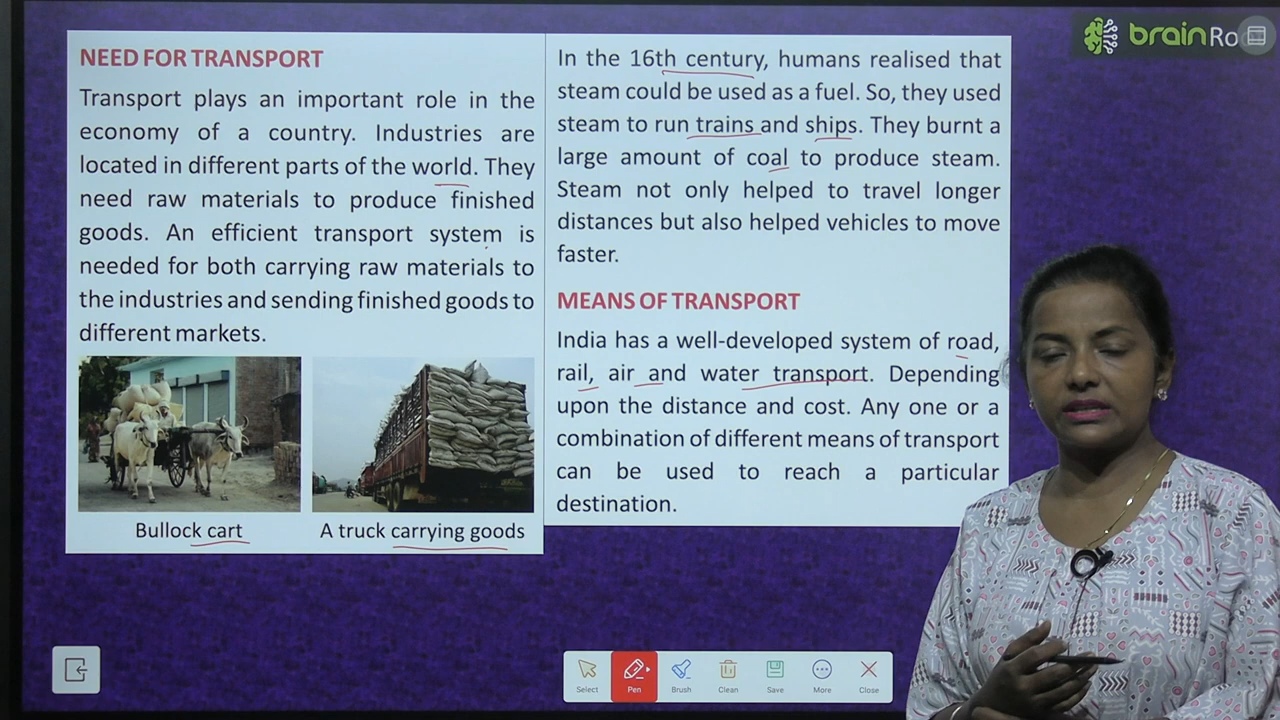 NEED FOR TRANSPORT
Transport plays an important role in the
economy of a country. Industries are
located in different parts of the world. They
need raw materials to produce finished
goods. An efficient transport system is
needed for both carrying raw materials to
the industries and sending finished goods to
different markets.
Bullock cart
A truck carrying goods
In the 16th century, humans realised that
steam could be used as a fuel. So, they used
steam to run trains and ships. They burnt a
large amount of coal to produce steam.
Steam not only helped to travel longer
distances but also helped vehicles to move
faster.
MEANS OF TRANSPORT
India has a well-developed system of road,
rail, air and water transport. Depending
upon the distance and cost. Any one or a
combination of different means of transport
can be used to reach a particular
destination.
brain
Select Pen Brush Clean Save More Close